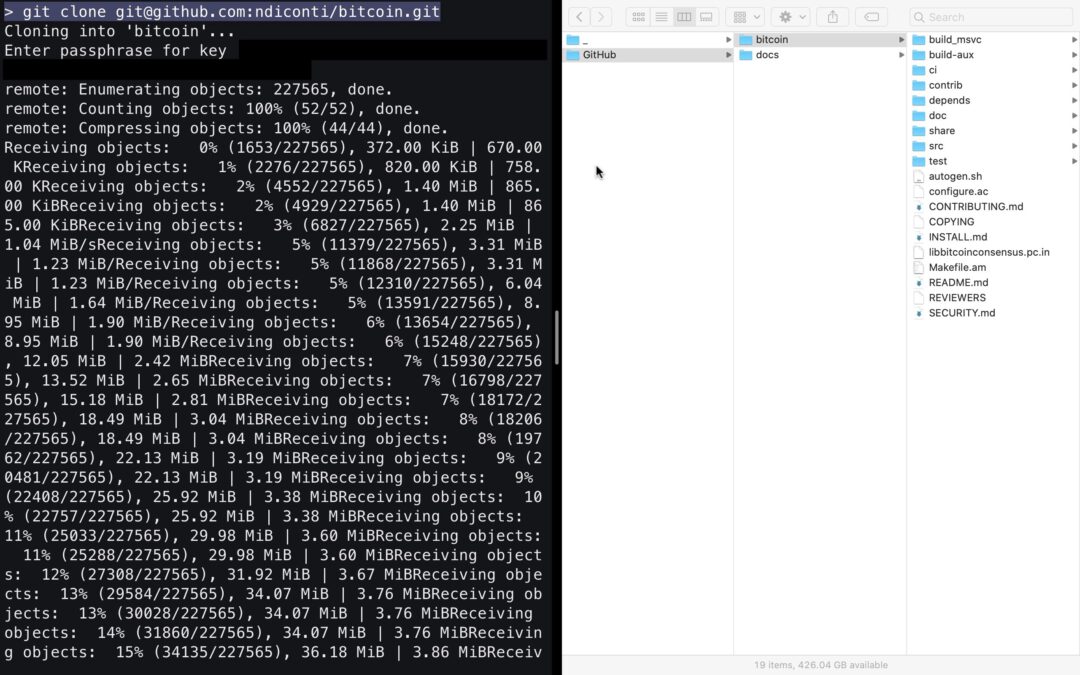 > git clone git@github.com:ndiconti/bitcoin.git
Cloning into 'bitcoin'...
Enter passphrase for key
remote: Enumerating objects: 227565, done.
remote: Counting objects: 100% (52/52), done.
remote: Compressing objects: 100% (44/44), done.
Receiving objects:   0% (1653/227565), 372.00 KiB | 670.00
 KReceiving objects:   1% (2276/227565), 820.00 KiB | 758.
00 KReceiving objects:   2% (4552/227565), 1.40 MiB | 865.
00 KiBReceiving objects:   2% (4929/227565), 1.40 MiB | 86
5.00 KiBReceiving objects:   3% (6827/227565), 2.25 MiB |
1.04 MiB/sReceiving objects:   5% (11379/227565), 3.31 MiB
 | 1.23 MiB/Receiving objects:   5% (11868/227565), 3.31 M
iB | 1.23 MiB/Receiving objects:   5% (12310/227565), 6.04
 MiB | 1.64 MiB/Receiving objects:   5% (13591/227565), 8.
95 MiB | 1.90 MiB/Receiving objects:   6% (13654/227565),
8.95 MiB | 1.90 MiB/Receiving objects:   6% (15248/227565)
, 12.05 MiB | 2.42 MiBReceiving objects:   7% (15930/22756
5), 13.52 MiB | 2.65 MiBReceiving objects:   7% (16798/227
565), 15.18 MiB | 2.81 MiBReceiving objects:   7% (18172/2
27565), 18.49 MiB | 3.04 MiBReceiving objects:   8% (18206
/227565), 18.49 MiB | 3.04 MiBReceiving objects:   8% (197
62/227565), 22.13 MiB | 3.19 MiBReceiving objects:   9% (2
0481/227565), 22.13 MiB | 3.19 MiBReceiving objects:   9%
(22408/227565), 25.92 MiB | 3.38 MiBReceiving objects:  10
% (22757/227565), 25.92 MiB | 3.38 MiBReceiving objects:
11% (25033/227565), 29.98 MiB | 3.60 MiBReceiving objects:
  11% (25288/227565), 29.98 MiB | 3.60 MiBReceiving object
s:  12% (27308/227565), 31.92 MiB | 3.67 MiBReceiving obje
cts:  13% (29584/227565), 34.07 MiB | 3.76 MiBReceiving ob
jects:  13% (30028/227565), 34.07 MiB | 3.76 MiBReceiving
objects:  14% (31860/227565), 34.07 MiB | 3.76 MiBReceivin
g objects:  15% (34135/227565), 36.18 MiB | 3.86 MiBReceiv
Search
_
GitHub
bitcoin
docs
build_msvc
build-aux
ci
contrib
depends
doc
share
src
test
autogen.sh
configure.ac
CONTRIBUTING.md
COPYING
INSTALL.md
libbitcoinconsensus.pc.in
Makefile.am
README.md
REVIEWERS
SECURITY.md
19 items, 426.04 GB available